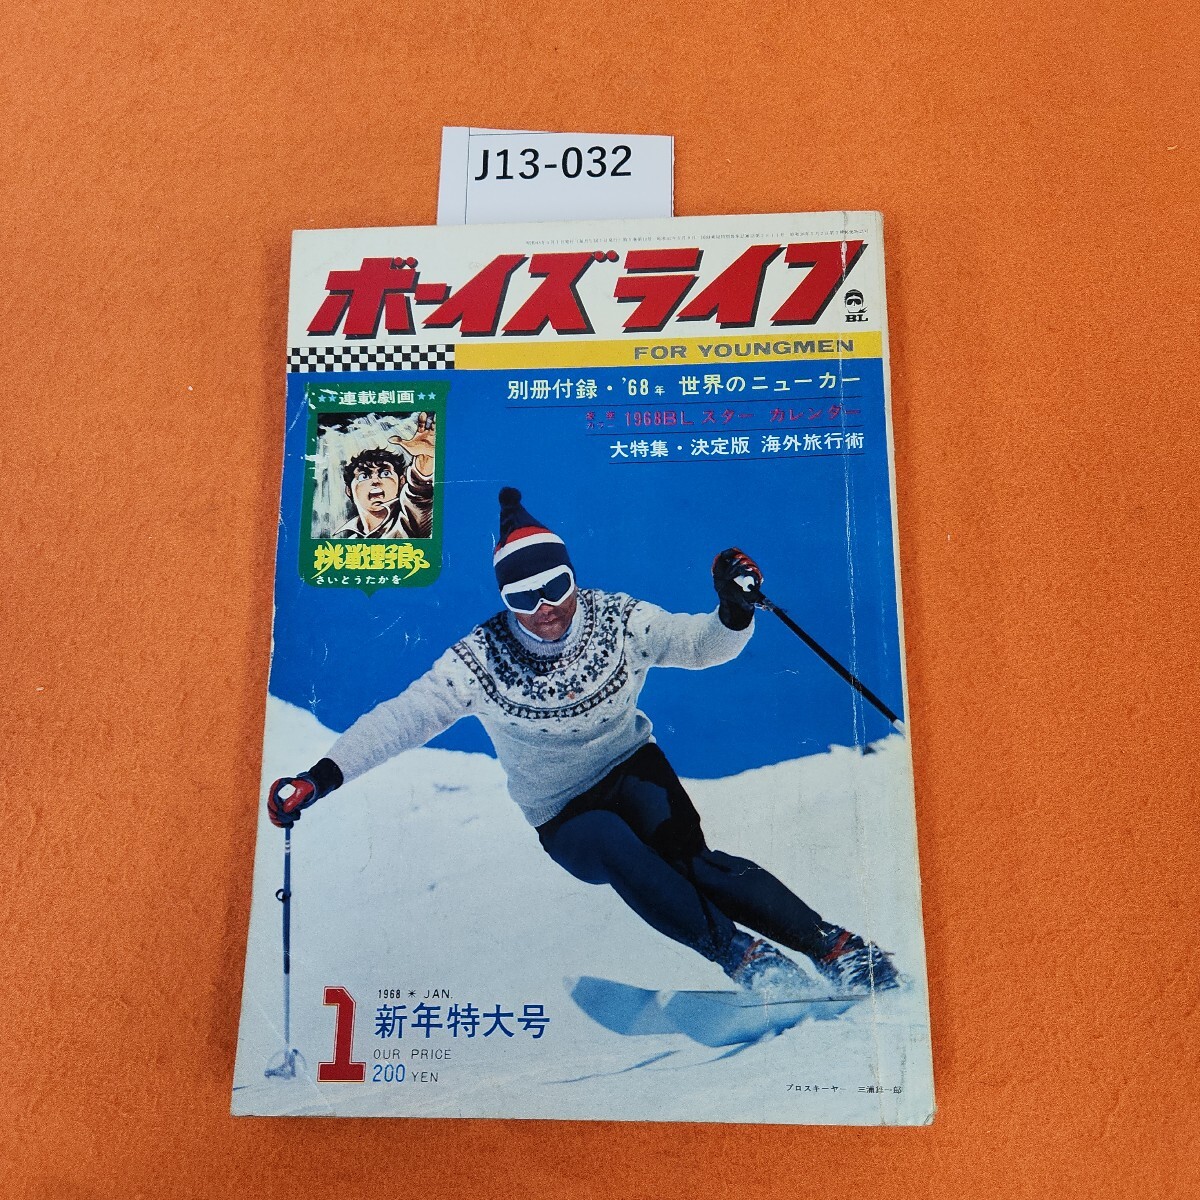 J13-032
ボーイズライフ
BL
FOR YOUNGMEN
別冊付録・'68年 世界のニューカー
1968BL スター カレンダー
大特集・決定版 海外旅行術
★★連載劇画★★
挑戦野郎
さいとうたかを
1968 * JAN.
1 新年特大号
OUR PRICE
200 YEN
プロスキーヤー 三浦雄一郎